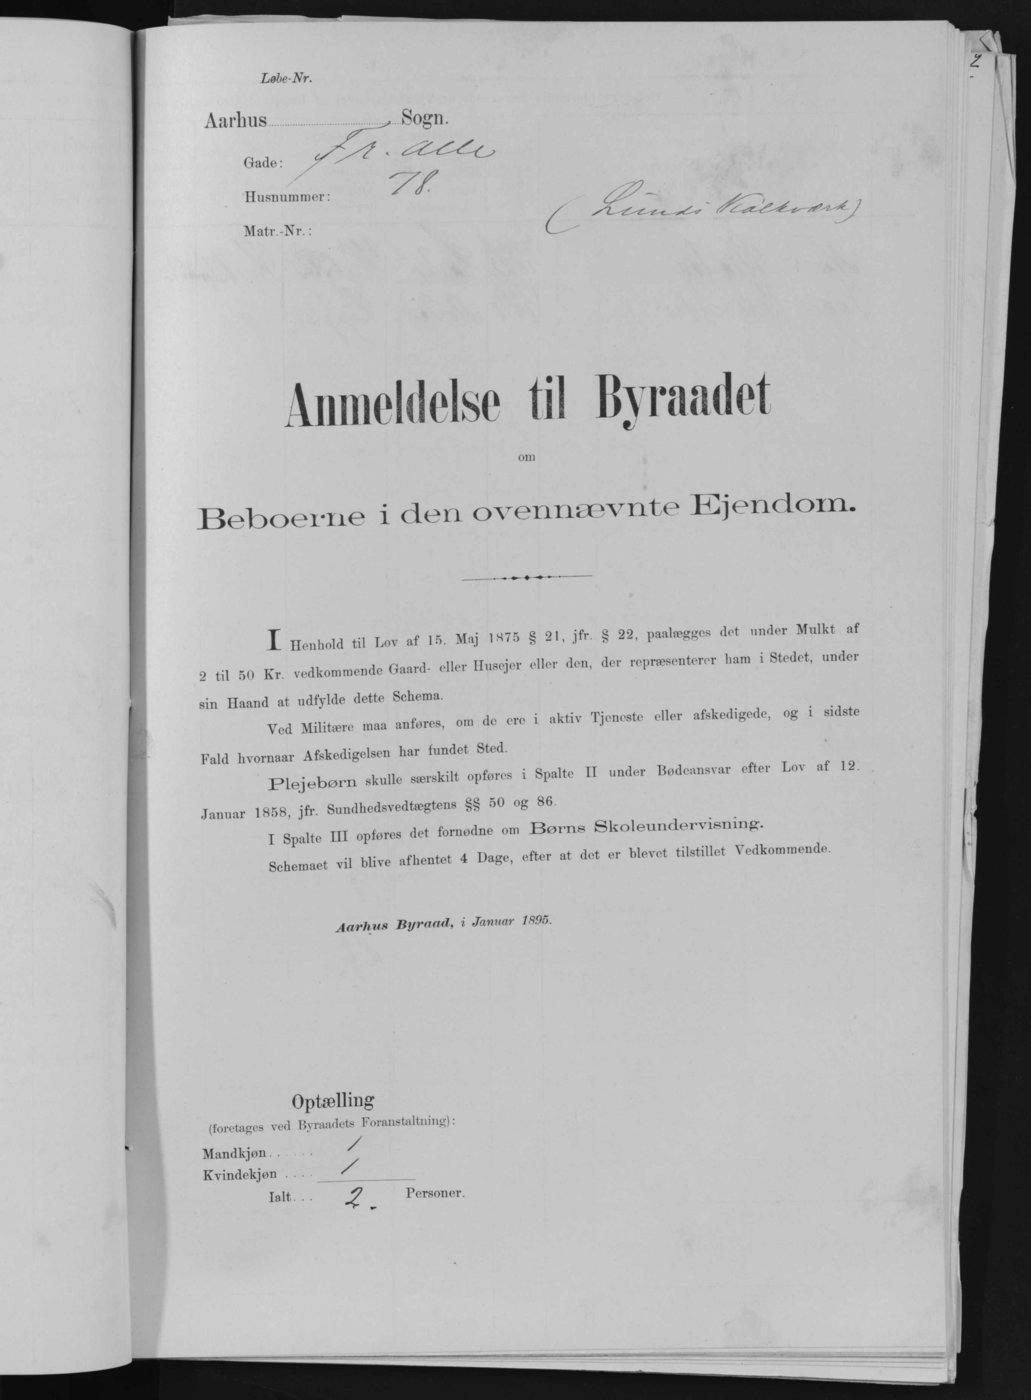 2
Løbe-Nr.
Aarhus Sogn.
Gade: Fr. Alle
Husnummer: 78.
(Lunds Kalkværk)
Matr.-Nr.:
Anmeldelse til Byraadet
om
Beboerne i den ovennævnte Ejendom.
I Henhold til Lov af 15. Maj 1875 § 21, jfr. § 22, paalægges det under Mulkt af
2 til 50 Kr. vedkommende Gaard- eller Husejer eller den, der repræsenterer ham i Stedet, under
sin Haand at udfylde dette Schema.
Ved Militære maa anføres, om de ere i aktiv Tjeneste eller afskedigede, og i sidste
Fald hvornaar Afskedigelsen har fundet Sted.
Plejebørn skulle særskilt opføres i Spalte II under Bødeansvar efter Lov af 12.
Januar 1858, jfr. Sundhedsvedtægtens §§ 50 og 86.
I Spalte III opføres det fornødne om Børns Skoleundervisning.
Schemaet vil blive afhentet 4 Dage, efter at det er blevet tilstillet Vedkommende.
Aarhus Byraad, i Januar 1895.
Optælling
(foretages ved Byraadets Foranstaltning):
Mandkjøn...... 1
Kvindekjøn .... 1
Ialt... 2. Personer.